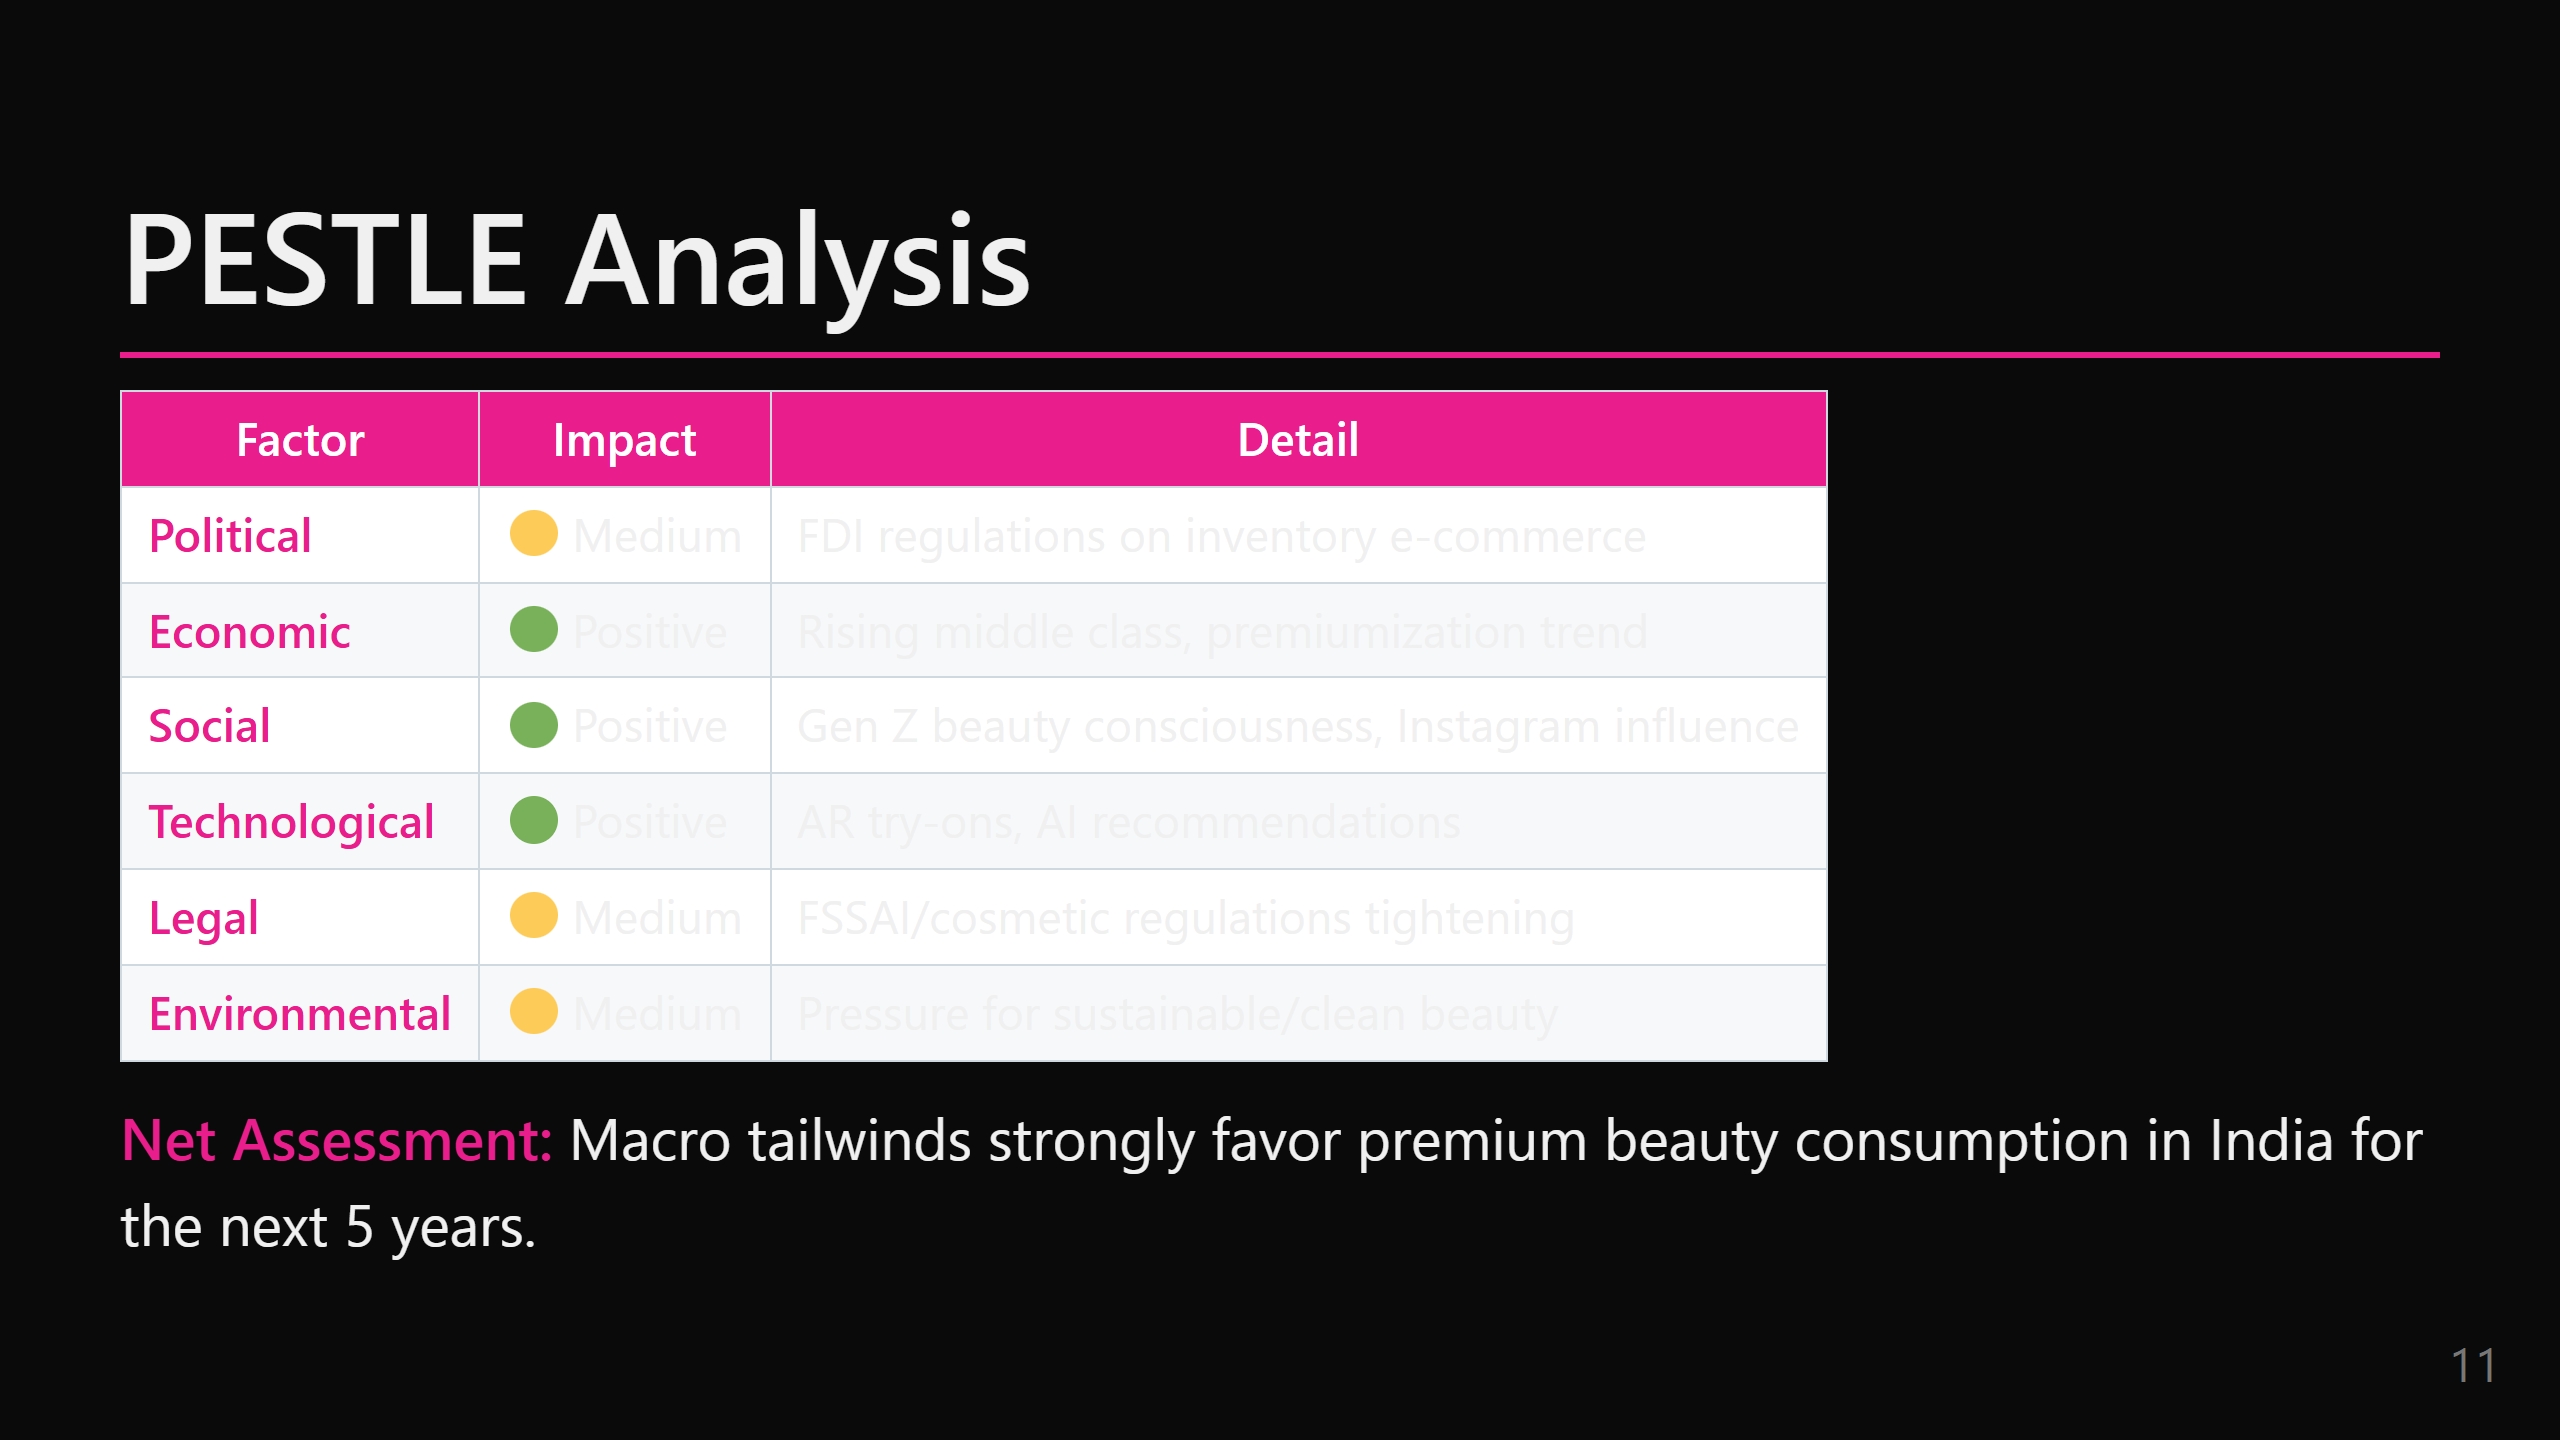 PESTLE Analysis
Factor Impact Detail
Political Medium FDI regulations on inventory e-commerce
Economic Positive Rising middle class, premiumization trend
Social Positive Gen Z beauty consciousness, Instagram influence
Technological Positive AR try-ons, AI recommendations
Legal Medium FSSAI/cosmetic regulations tightening
Environmental Medium Pressure for sustainable/clean beauty
Net Assessment: Macro tailwinds strongly favor premium beauty consumption in India for
the next 5 years.
11